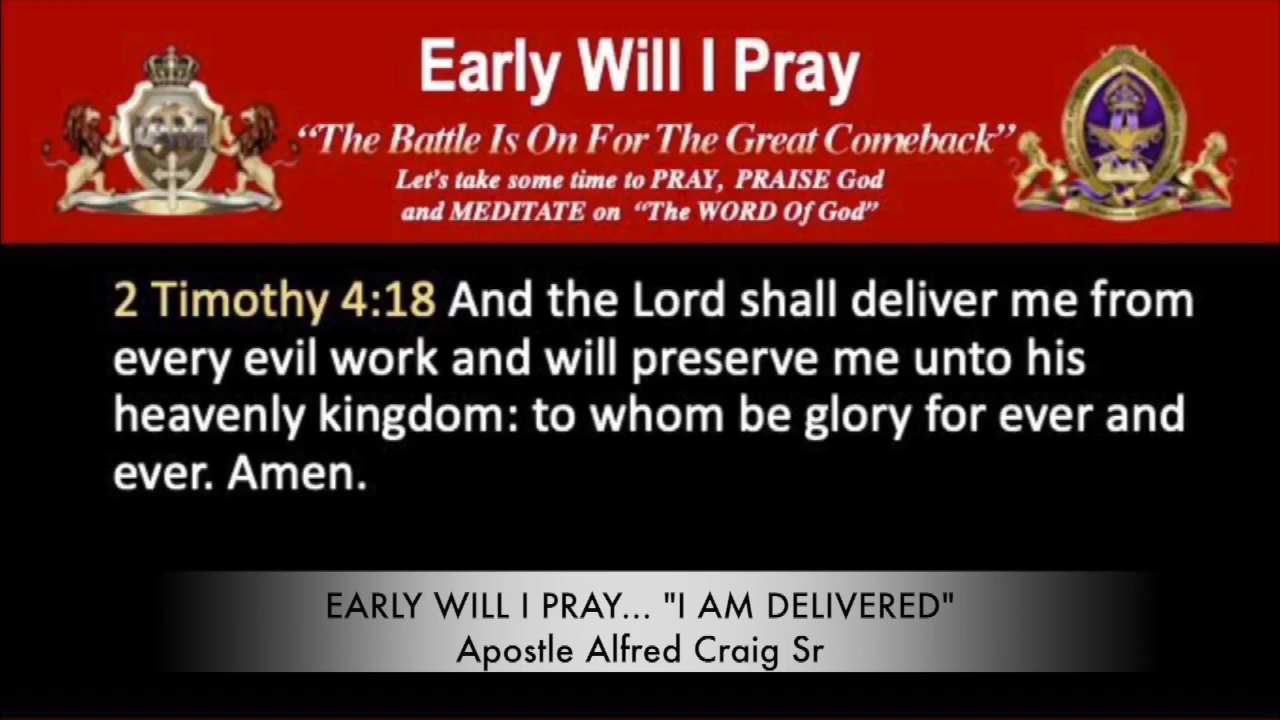 Early Will I Pray
“The Battle Is On For The Great Comeback”
Let's take some time to PRAY, PRAISE God
and MEDITATE on “The WORD Of God”
2 Timothy 4:18 And the Lord shall deliver me from
every evil work and will preserve me unto his
heavenly kingdom: to whom be glory for ever and
ever. Amen.
EARLY WILL I PRAY... "I AM DELIVERED"
Apostle Alfred Craig Sr